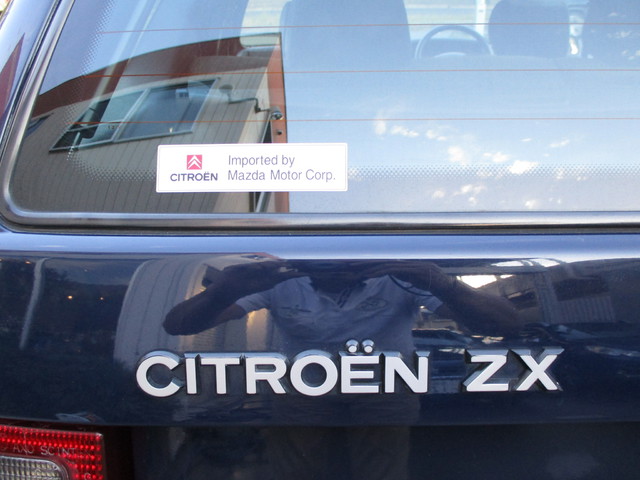 CITROËN
Imported by
Mazda Motor Corp.
CITROËN ZX